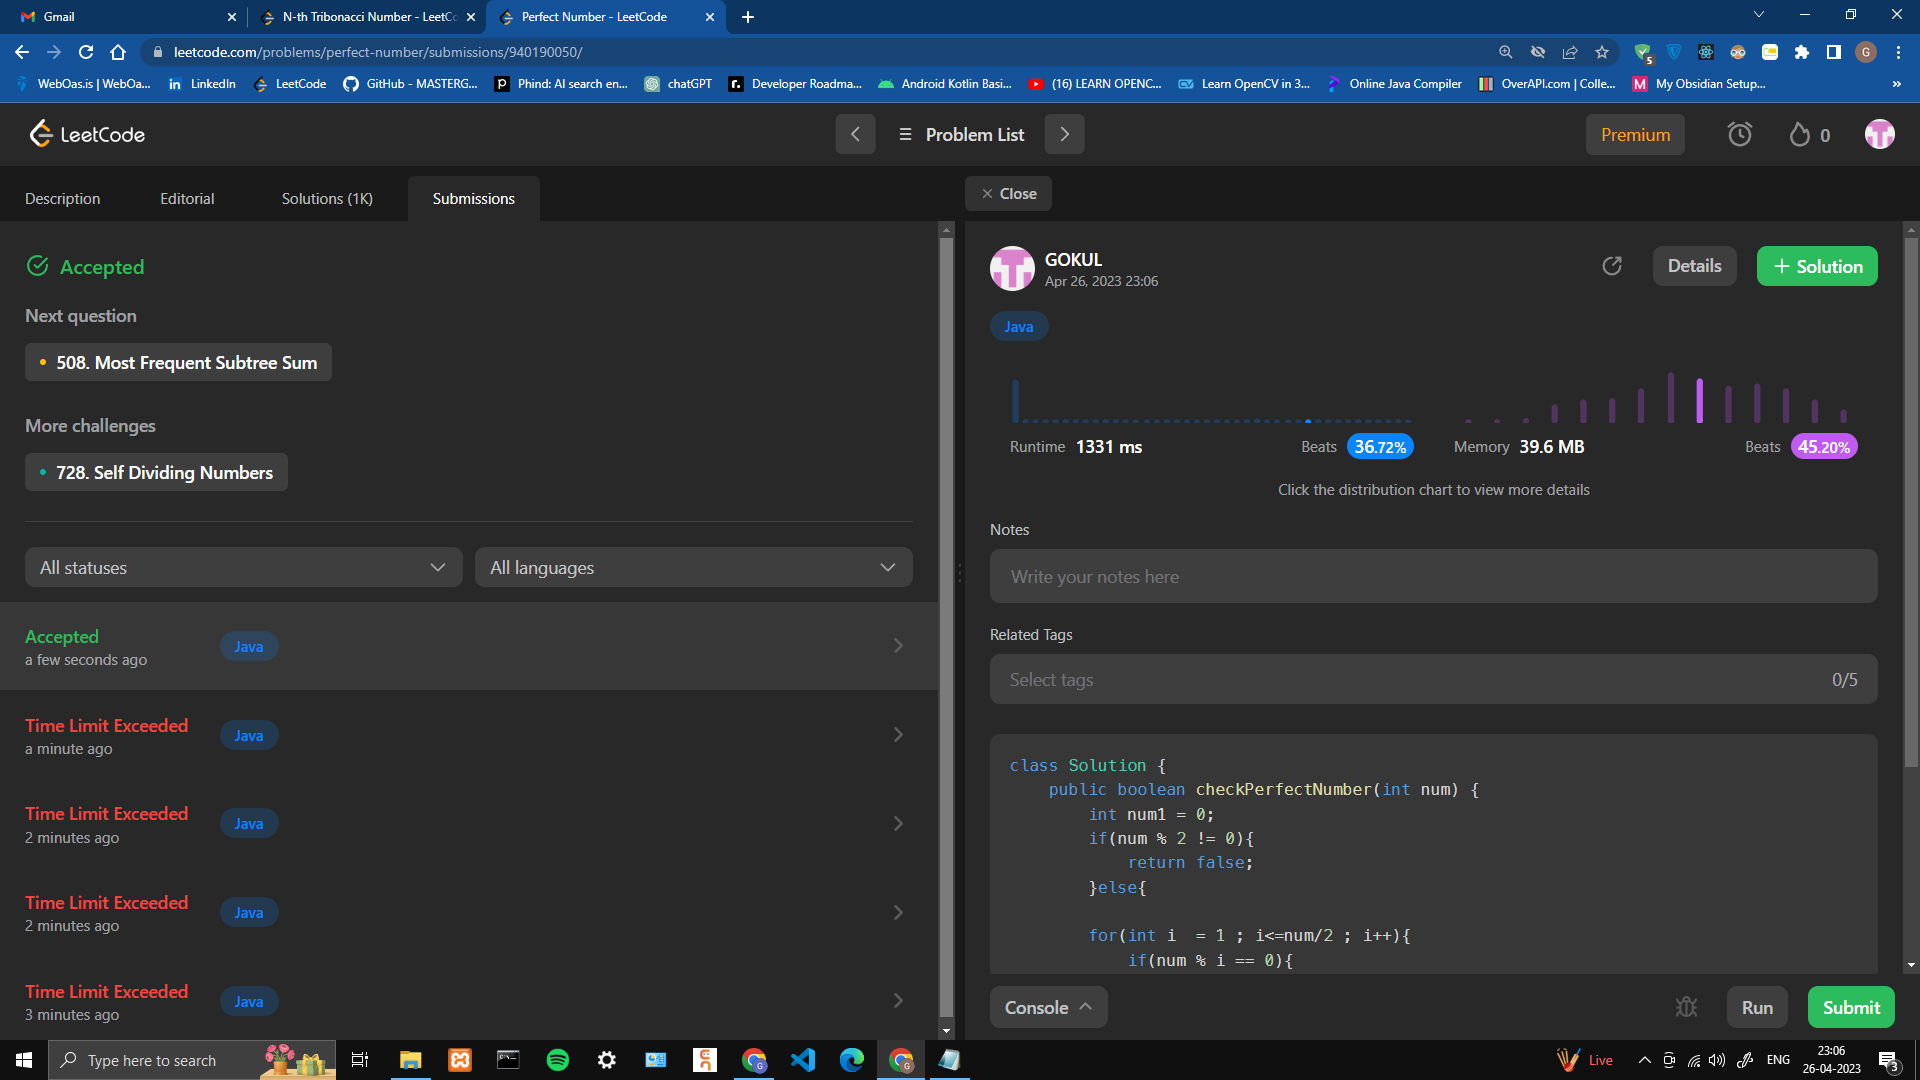 Gmail
N-th Tribonacci Number - LeetCo
Perfect Number - LeetCode
leetcode.com/problems/perfect-number/submissions/940190050/
5
G
WebOas.is | WebOa...
LinkedIn
LeetCode
GitHub - MASTERG...
Phind: AI search en...
chatGPT
Developer Roadma...
Android Kotlin Basi...
(16) LEARN OPENC...
Learn OpenCV in 3...
Online Java Compiler
OverAPI.com | Colle...
My Obsidian Setup...
»
LeetCode
Problem List
Premium
0
Description
Editorial
Solutions (1K)
Submissions
Close
Accepted
Next question
508. Most Frequent Subtree Sum
More challenges
728. Self Dividing Numbers
All statuses
All languages
Accepted
a few seconds ago
Java
Time Limit Exceeded
a minute ago
Java
Time Limit Exceeded
2 minutes ago
Java
Time Limit Exceeded
2 minutes ago
Java
Time Limit Exceeded
3 minutes ago
Java
GOKUL
Apr 26, 2023 23:06
Details
+ Solution
Java
Runtime 1331 ms
Beats 36.72%
Memory 39.6 MB
Beats 45.20%
Click the distribution chart to view more details
Notes
Write your notes here
Related Tags
Select tags
0/5
class Solution {
public boolean checkPerfectNumber(int num) {
int num1 = 0;
if(num % 2 != 0){
return false;
}else{
for(int i  = 1 ; i<=num/2 ; i++){
if(num % i == 0){
Console
Run
Submit
Type here to search
Live
ENG
23:06
26-04-2023
3